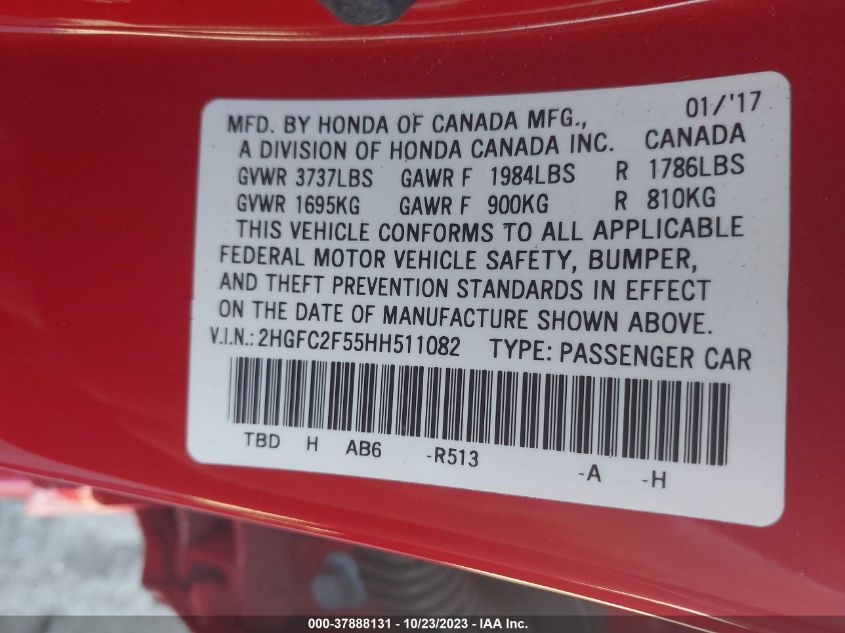 01/'17
MFD. BY HONDA OF CANADA MFG.,
A DIVISION OF HONDA CANADA INC. CANADA
GVWR 3737LBS GAWR F 1984LBS R 1786LBS
GVWR 1695KG GAWR F 900KG R 810KG
THIS VEHICLE CONFORMS TO ALL APPLICABLE
FEDERAL MOTOR VEHICLE SAFETY, BUMPER,
AND THEFT PREVENTION STANDARDS IN EFFECT
ON THE DATE OF MANUFACTURE SHOWN ABOVE.
V.I.N.: 2HGFC2F55HH511082 TYPE: PASSENGER CAR
TBD H AB6 -R513 -A -H
000-37888131 - 10/23/2023 - IAA Inc.